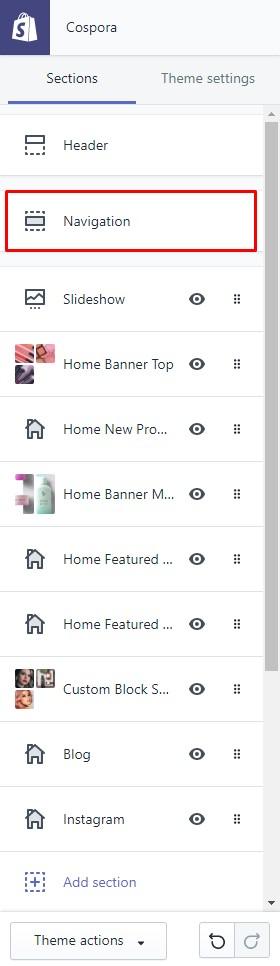 Cospora
Sections Theme settings
Header
Navigation
Slideshow
Home Banner Top
Home New Pro...
Home Banner M...
Home Featured ...
Home Featured ...
Custom Block S...
Blog
Instagram
Add section
Theme actions